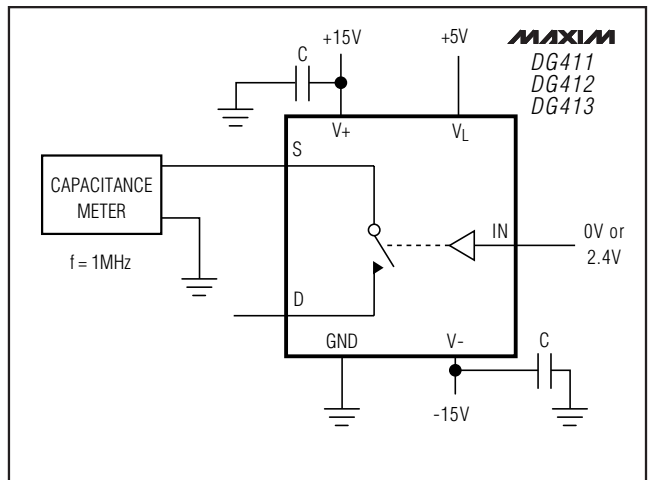 +15V
+5V
MAXIM
DG411
DG412
DG413
C
V+
VL
S
CAPACITANCE
METER
f = 1MHz
IN
0V or
2.4V
D
GND
V-
C
-15V